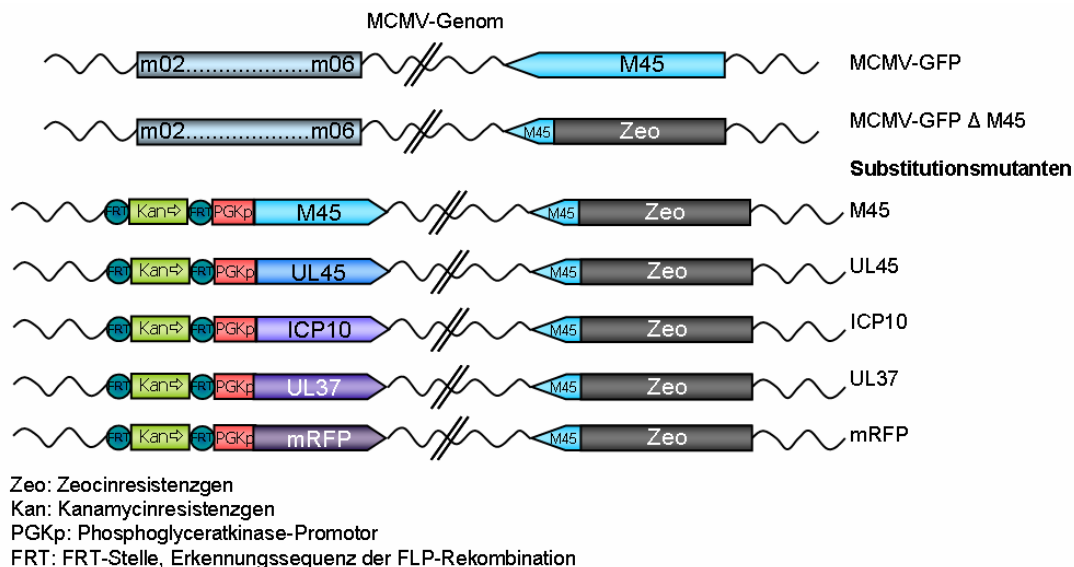 MCMV-Genom
m02...................m06 M45 MCMV-GFP
m02...................m06 M45 Zeo MCMV-GFP Δ M45
Substitutionsmutanten
FRT Kan⇨ FRT PGKp M45 M45 Zeo M45
FRT Kan⇨ FRT PGKp UL45 M45 Zeo UL45
FRT Kan⇨ FRT PGKp ICP10 M45 Zeo ICP10
FRT Kan⇨ FRT PGKp UL37 M45 Zeo UL37
FRT Kan⇨ FRT PGKp mRFP M45 Zeo mRFP
Zeo: Zeocinresistenzgen
Kan: Kanamycinresistenzgen
PGKp: Phosphoglyceratkinase-Promotor
FRT: FRT-Stelle, Erkennungssequenz der FLP-Rekombination